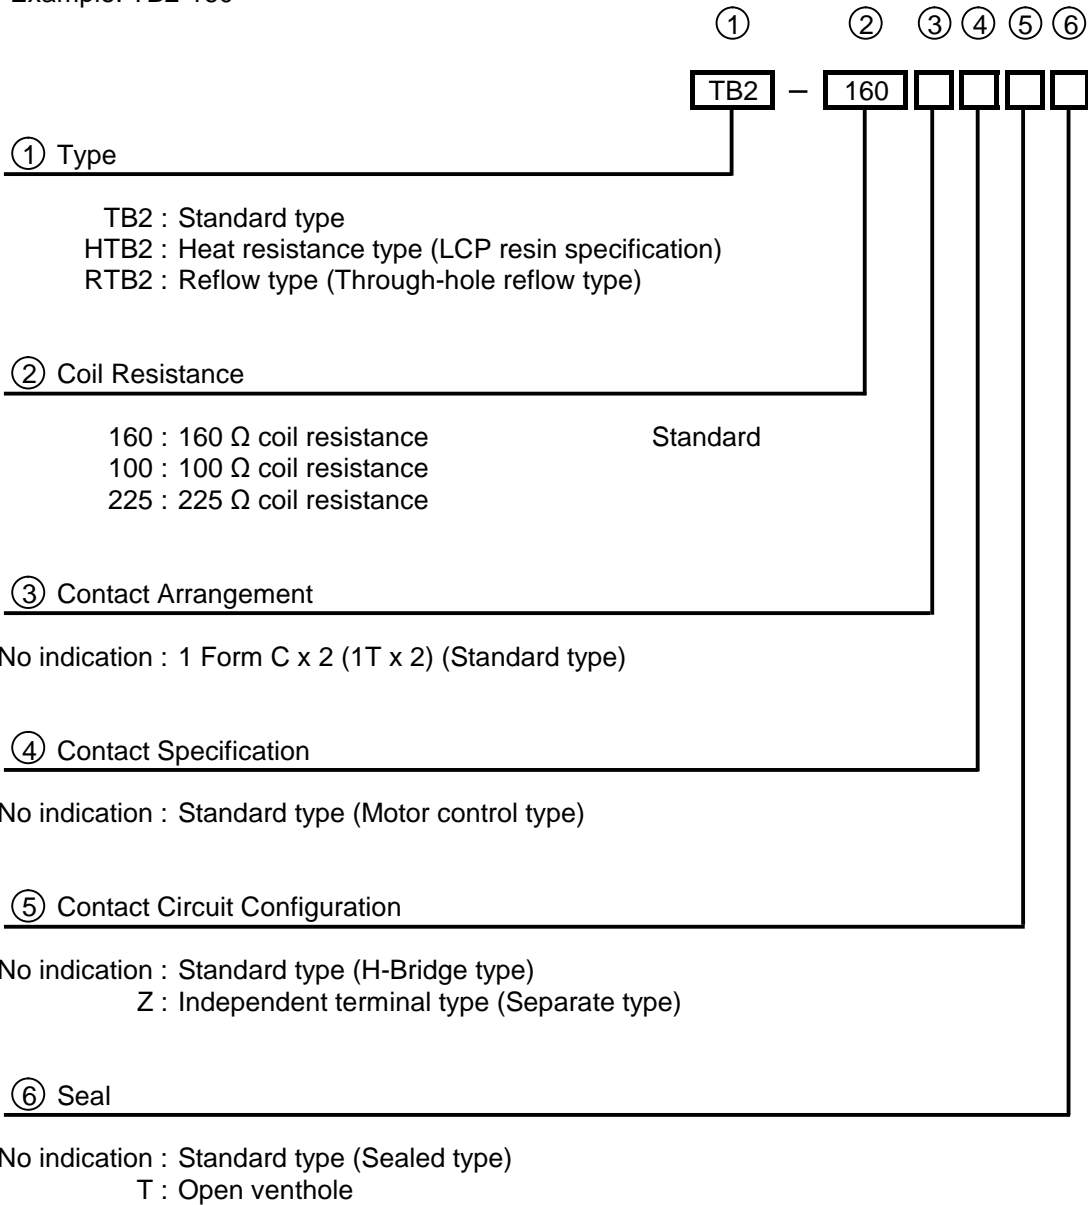 Example: TB2-160
① ② ③ ④ ⑤ ⑥
TB2 – 160
① Type
TB2 : Standard type
HTB2 : Heat resistance type (LCP resin specification)
RTB2 : Reflow type (Through-hole reflow type)
② Coil Resistance
160 : 160 Ω coil resistance Standard
100 : 100 Ω coil resistance
225 : 225 Ω coil resistance
③ Contact Arrangement
No indication : 1 Form C x 2 (1T x 2) (Standard type)
④ Contact Specification
No indication : Standard type (Motor control type)
⑤ Contact Circuit Configuration
No indication : Standard type (H-Bridge type)
Z : Independent terminal type (Separate type)
⑥ Seal
No indication : Standard type (Sealed type)
T : Open venthole